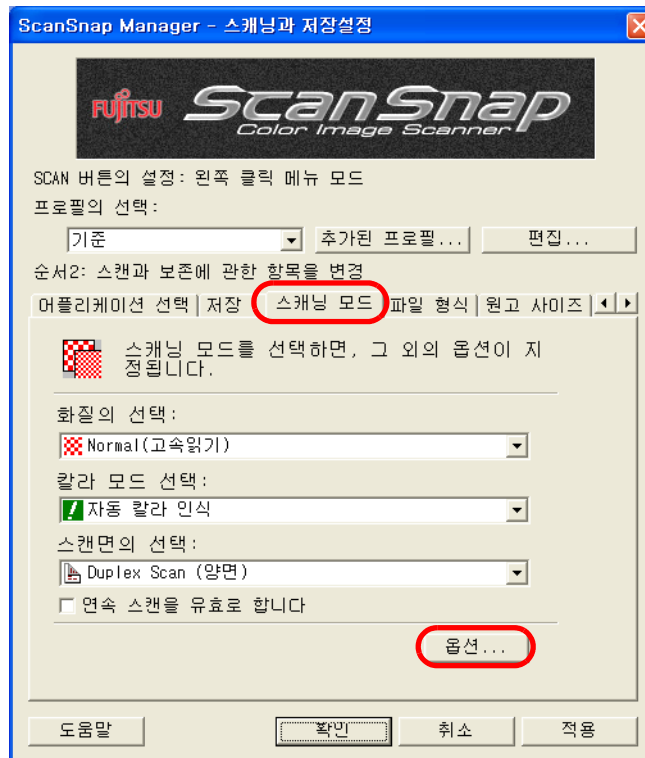 ScanSnap Manager - 스캐닝과 저장설정
FUJITSU ScanSnap
Color Image Scanner
SCAN 버튼의 설정: 왼쪽 클릭 메뉴 모드
프로필의 선택:
기준 추가된 프로필... 편집...
순서2: 스캔과 보존에 관한 항목을 변경
어플리케이션 선택 저장 스캐닝 모드 파일 형식 원고 사이즈
스캐닝 모드를 선택하면, 그 외의 옵션이 지
정됩니다.
화질의 선택:
Normal(고속읽기)
칼라 모드 선택:
자동 칼라 인식
스캔면의 선택:
Duplex Scan (양면)
연속 스캔을 유효로 합니다
옵션...
도움말 확인 취소 적용